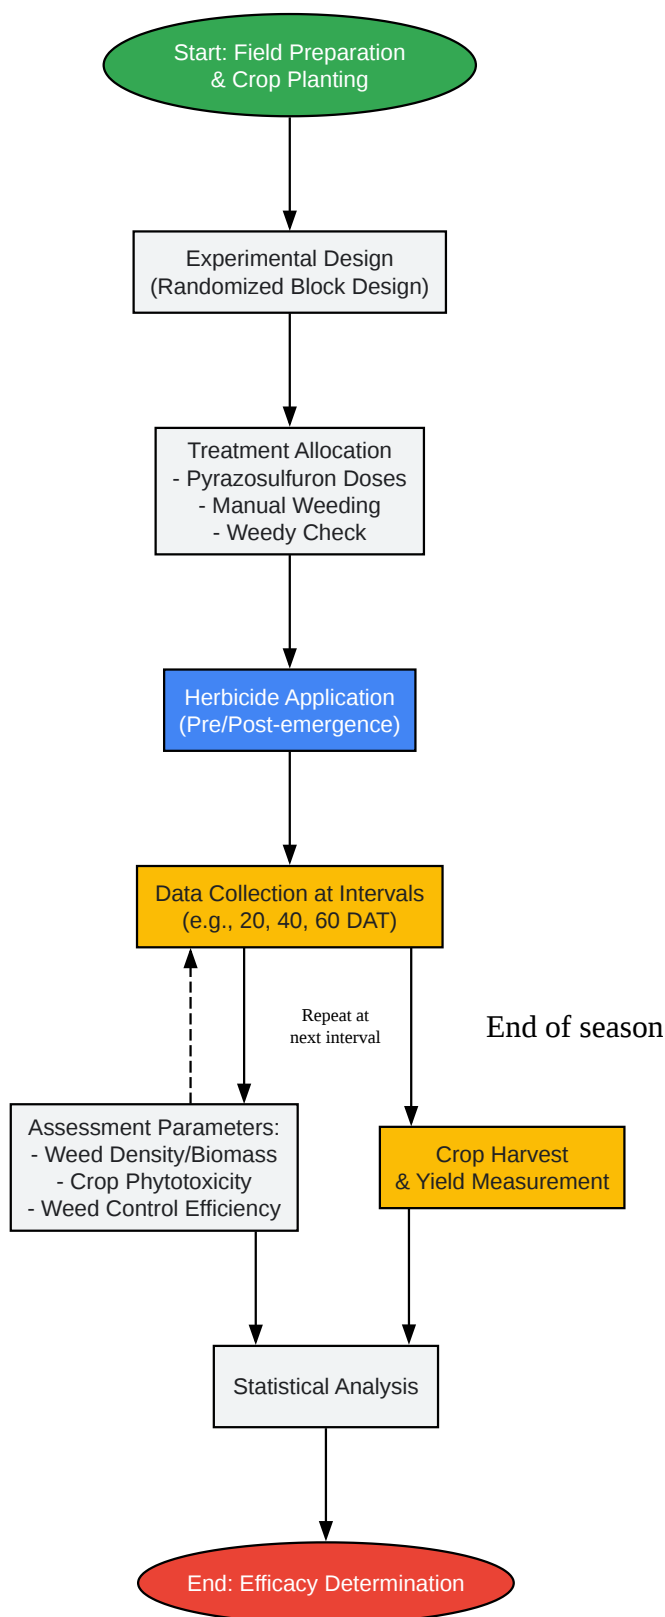 Start: Field Preparation
& Crop Planting
Experimental Design
(Randomized Block Design)
Treatment Allocation
- Pyrazosulfuron Doses
- Manual Weeding
- Weedy Check
Herbicide Application
(Pre/Post-emergence)
Data Collection at Intervals
(e.g., 20, 40, 60 DAT)
Repeat at
next interval
End of season
Assessment Parameters:
- Weed Density/Biomass
- Crop Phytotoxicity
- Weed Control Efficiency
Crop Harvest
& Yield Measurement
Statistical Analysis
End: Efficacy Determination